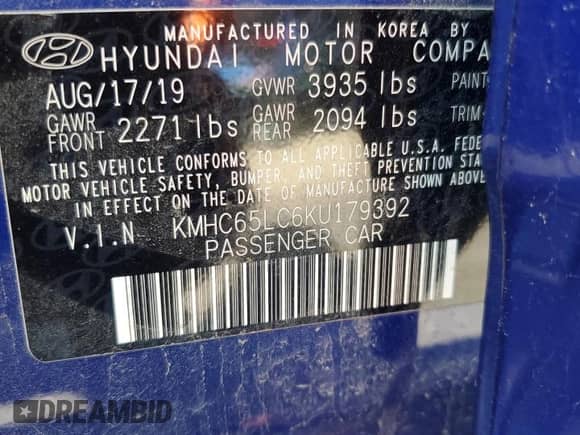 MANUFACTURED IN KOREA BY
HYUNDAI MOTOR COMPA
AUG/17/19 GVWR 3935 lbs PAINT
GAWR FRONT 2271 lbs GAWR REAR 2094 lbs TRIM
THIS VEHICLE CONFORMS TO ALL APPLICABLE U.S.A. FEDE
MOTOR VEHICLE SAFETY, BUMPER, AND THEFT PREVENTION STA
IN EFFECT ON THE DATE OF MANUFACTURE SHOWN ABOVE
V.I.N KMHC65LC6KU179392
PASSENGER CAR
DREAMBID